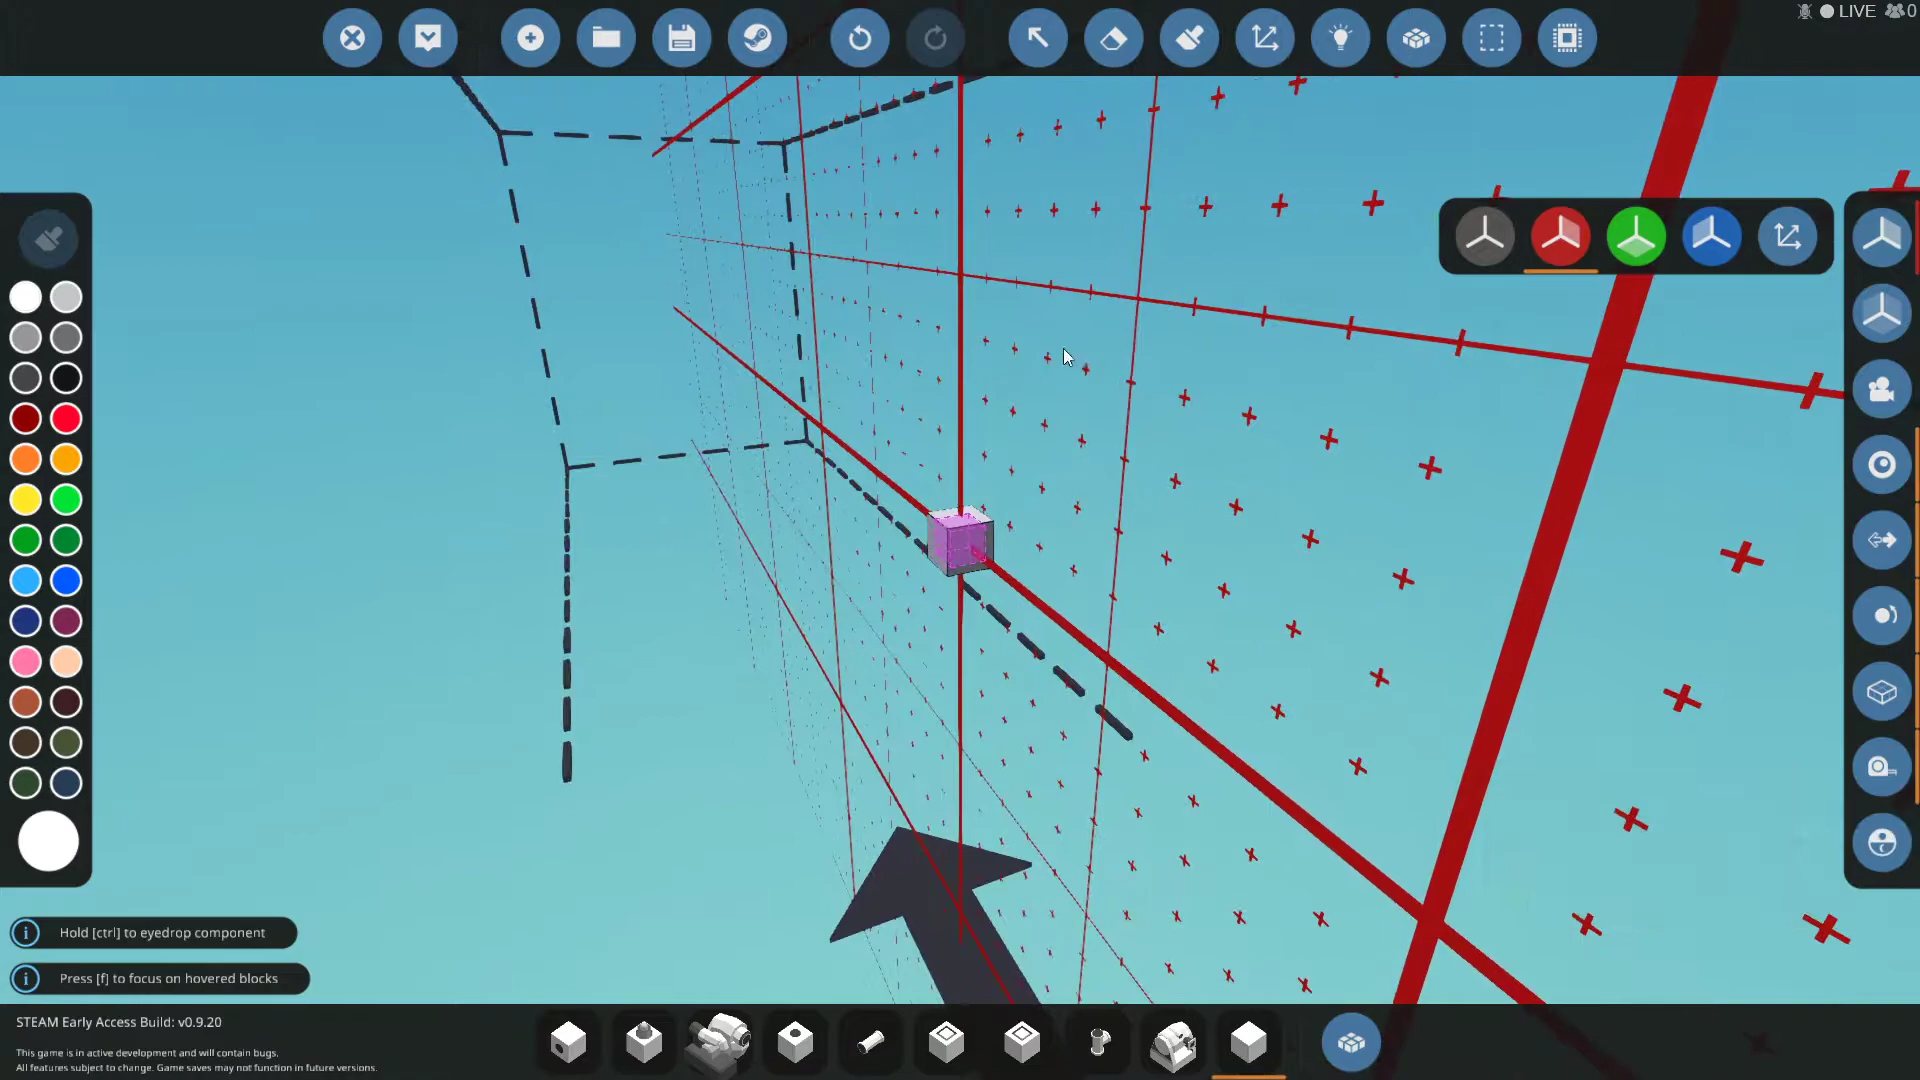 LIVE 0
Hold [ctrl] to eyedrop component
Press [f] to focus on hovered blocks
STEAM Early Access Build: v0.9.20
This game is in active development and will contain bugs.
All features subject to change. Game saves may not function in future versions.